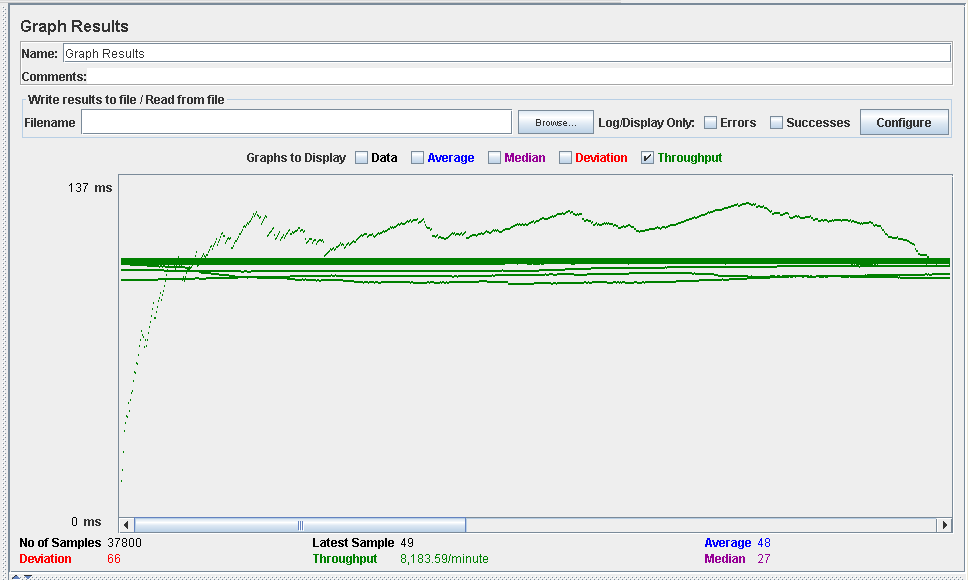 Graph Results
Name: Graph Results
Comments:
Write results to file / Read from file
Filename Browse... Log/Display Only: Errors Successes Configure
Graphs to Display Data Average Median Deviation Throughput
137 ms
0 ms
No of Samples 37800 Latest Sample 49 Average 48
Deviation 66 Throughput 8,183.59/minute Median 27